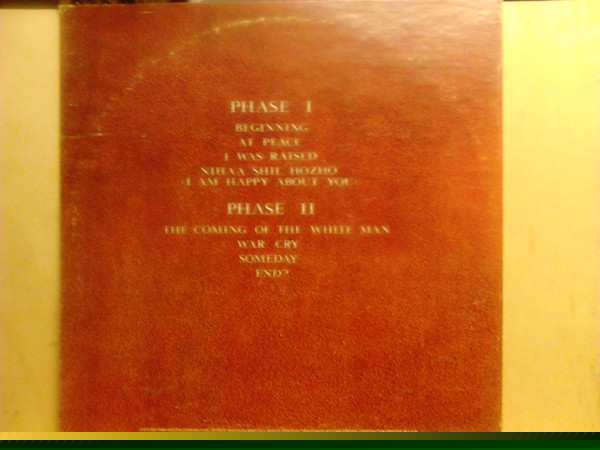 PHASE I
BEGINNING
AT PEACE
I WAS RAISED
NIHAA SHIL HOZHO
(I AM HAPPY ABOUT YOU)
PHASE II
THE COMING OF THE WHITE MAN
WAR CRY
SOMEDAY
END?